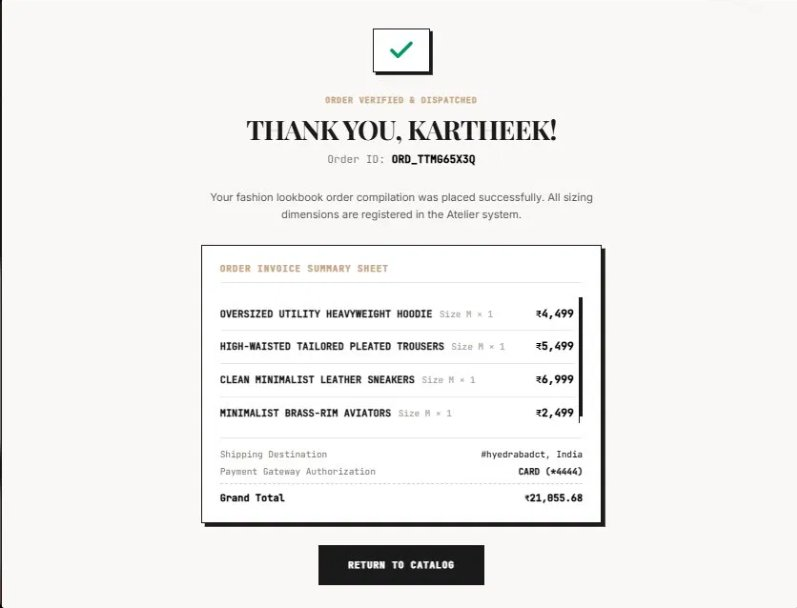 ORDER VERIFIED & DISPATCHED
THANK YOU, KARTHEEK!
Order ID: ORD_TTMG65X3Q
Your fashion lookbook order compilation was placed successfully. All sizing
dimensions are registered in the Atelier system.
ORDER INVOICE SUMMARY SHEET
OVERSIZED UTILITY HEAVYWEIGHT HOODIE Size M × 1 ₹4,499
HIGH-WAISTED TAILORED PLEATED TROUSERS Size M × 1 ₹5,499
CLEAN MINIMALIST LEATHER SNEAKERS Size M × 1 ₹6,999
MINIMALIST BRASS-RIM AVIATORS Size M × 1 ₹2,499
Shipping Destination #hyedrabadct, India
Payment Gateway Authorization CARD (*4444)
Grand Total ₹21,055.68
RETURN TO CATALOG